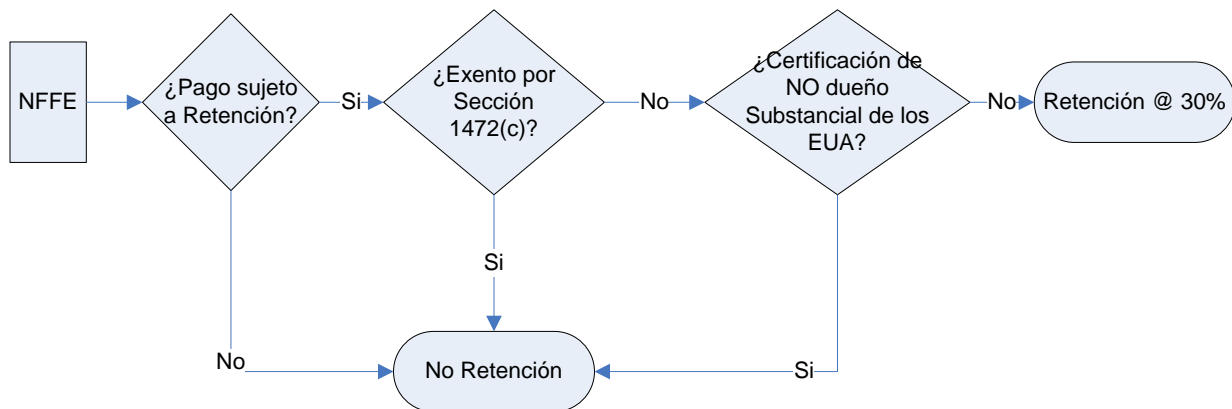 NFFE
¿Pago sujeto
a Retención?
Si
¿Exento por
Sección
1472(c)?
No
¿Certificación de
NO dueño
Substancial de los
EUA?
No
Retención @ 30%
Si
No
No Retención
Si